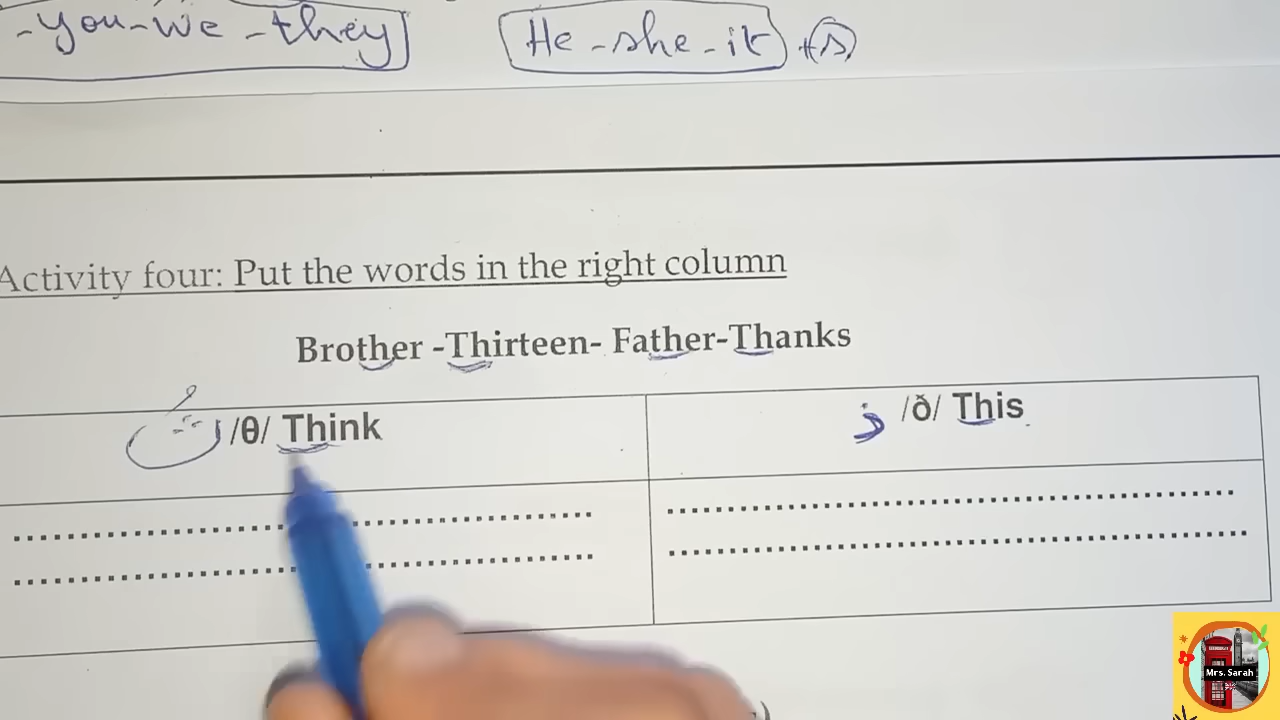 -you-we-they
He-she-it +(s)
Activity four: Put the words in the right column
Brother -Thirteen- Father-Thanks
ث /θ/ Think
ذ /ð/ This
Mrs. Sarah